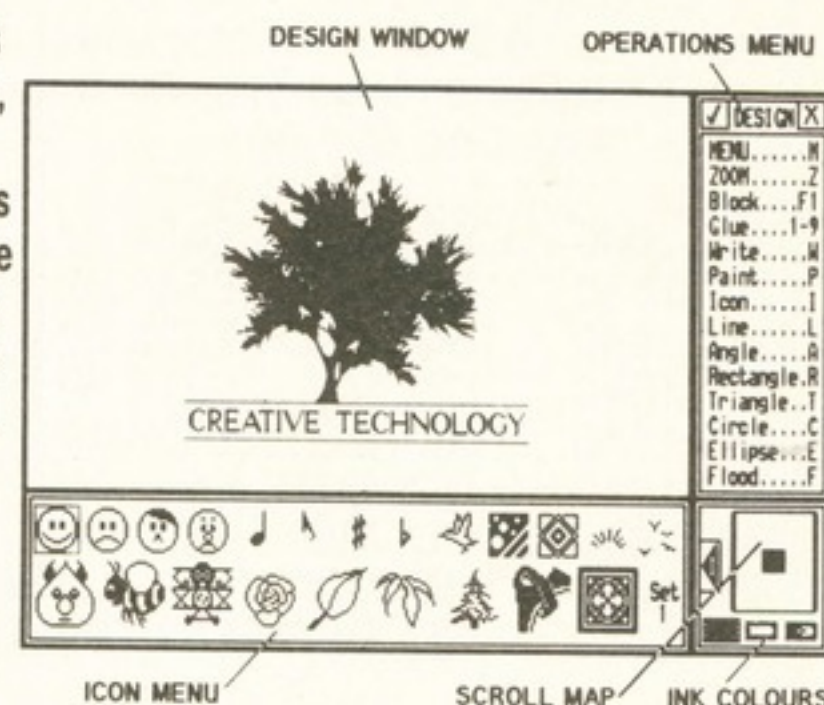 DESIGN WINDOW
OPERATIONS MENU
DESIGN X
MENU......M
ZOOM......Z
Block....F1
Glue....1-9
Write.....W
Paint.....P
Icon......I
Line......L
Angle.....A
Rectangle.R
Triangle..T
Circle....C
Ellipse...E
Flood.....F
CREATIVE TECHNOLOGY
Set
1
ICON MENU
SCROLL MAP
INK COLOURS